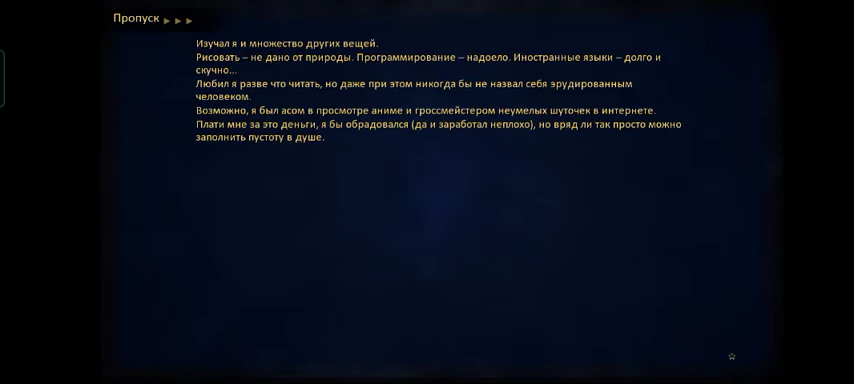 Пропуск
Изучал я и множество других вещей.
Рисовать – не дано от природы. Программирование – надоело. Иностранные языки – долго и
скучно...
Любил я разве что читать, но даже при этом никогда бы не назвал себя эрудированным
человеком.
Возможно, я был асом в просмотре аниме и гроссмейстером неумелых шуточек в интернете.
Плати мне за это деньги, я бы обрадовался (да и заработал неплохо), но вряд ли так просто можно
заполнить пустоту в душе.